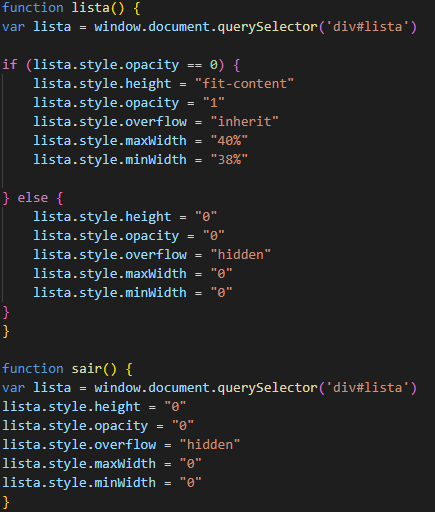 function lista() {
var lista = window.document.querySelector('div#lista')
if (lista.style.opacity == 0) {
lista.style.height = "fit-content"
lista.style.opacity = "1"
lista.style.overflow = "inherit"
lista.style.maxWidth = "40%"
lista.style.minWidth = "38%"
} else {
lista.style.height = "0"
lista.style.opacity = "0"
lista.style.overflow = "hidden"
lista.style.maxWidth = "0"
lista.style.minWidth = "0"
}
}
function sair() {
var lista = window.document.querySelector('div#lista')
lista.style.height = "0"
lista.style.opacity = "0"
lista.style.overflow = "hidden"
lista.style.maxWidth = "0"
lista.style.minWidth = "0"
}